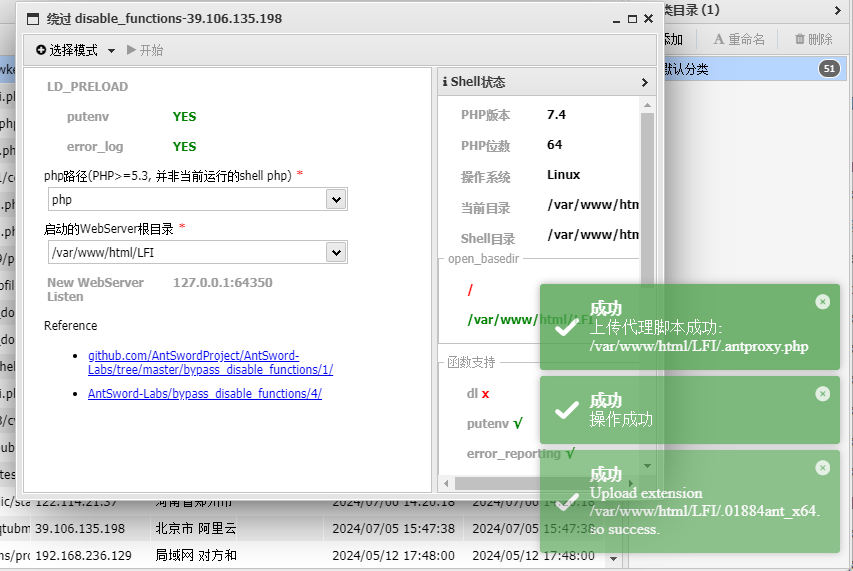 绕过 disable_functions-39.106.135.198
选择模式 开始
LD_PRELOAD
putenv YES
error_log YES
php路径(PHP>=5.3, 并非当前运行的shell php) *
php
启动的WebServer根目录 *
/var/www/html/LFI
New WebServer Listen 127.0.0.1:64350
Reference
github.com/AntSwordProject/AntSword-
Labs/tree/master/bypass_disable_functions/1/
AntSword-Labs/bypass_disable_functions/4/
Shell状态
PHP版本 7.4
PHP位数 64
操作系统 Linux
当前目录 /var/www/htm
Shell目录 /var/www/htm
open_basedir
/
/var/www/html/LFI
函数支持
dl x
putenv √
error_reporting √
类目录 (1)
添加 重命名 删除
默认分类 51
成功
上传代理脚本成功:
/var/www/html/LFI/.antproxy.php
成功
操作成功
成功
Upload extension
/var/www/html/LFI/.01884ant_x64.
so success.
122.114.21.37 河南省郑州市 2024/07/06 14:20:18 2024/07/06 14:20:18
39.106.135.198 北京市 阿里云 2024/07/06 15:47:38 2024/07/06 15:47:38
192.168.236.129 局域网 对方和 2024/05/12 17:48:00 2024/05/12 17:48:00